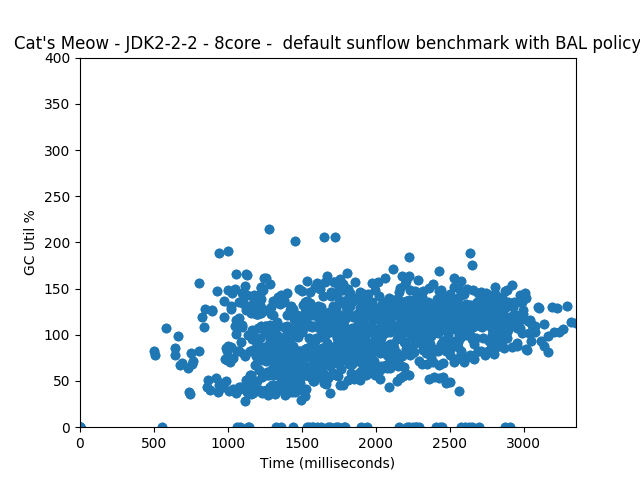 Cat's Meow - JDK2-2-2 - 8core -  default sunflow benchmark with BAL policy
400
350
300
250
200
150
100
50
0
GC Util %
0 500 1000 1500 2000 2500 3000
Time (milliseconds)